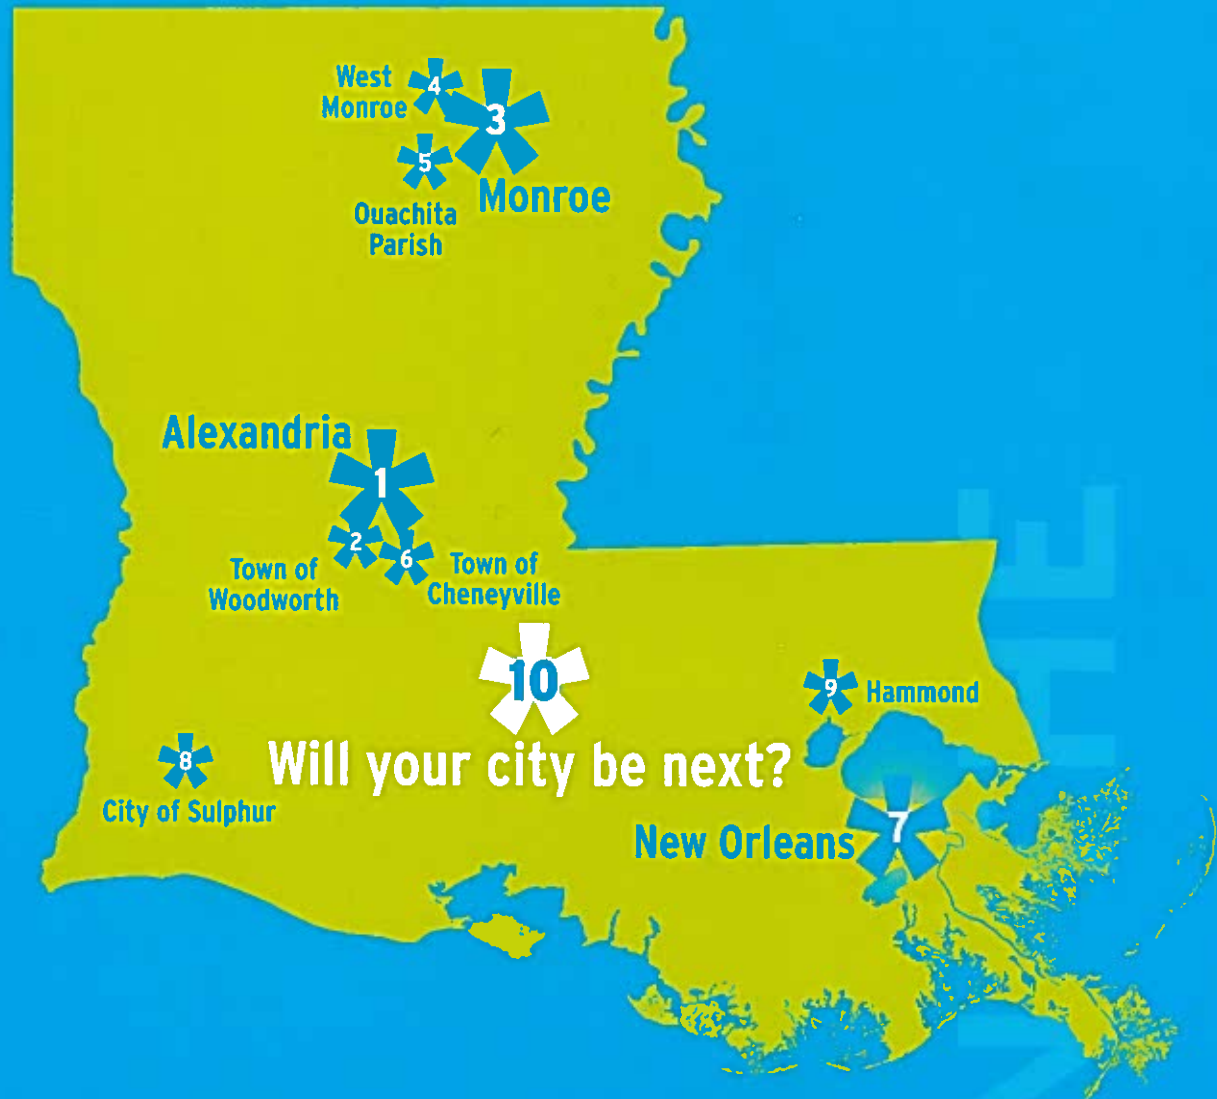 West
Monroe
4
3
5
Monroe
Ouachita
Parish
Alexandria
1
2
6
Town of
Woodworth
Town of
Cheneyville
10
9
Hammond
Will your city be next?
8
City of Sulphur
New Orleans
7
THE